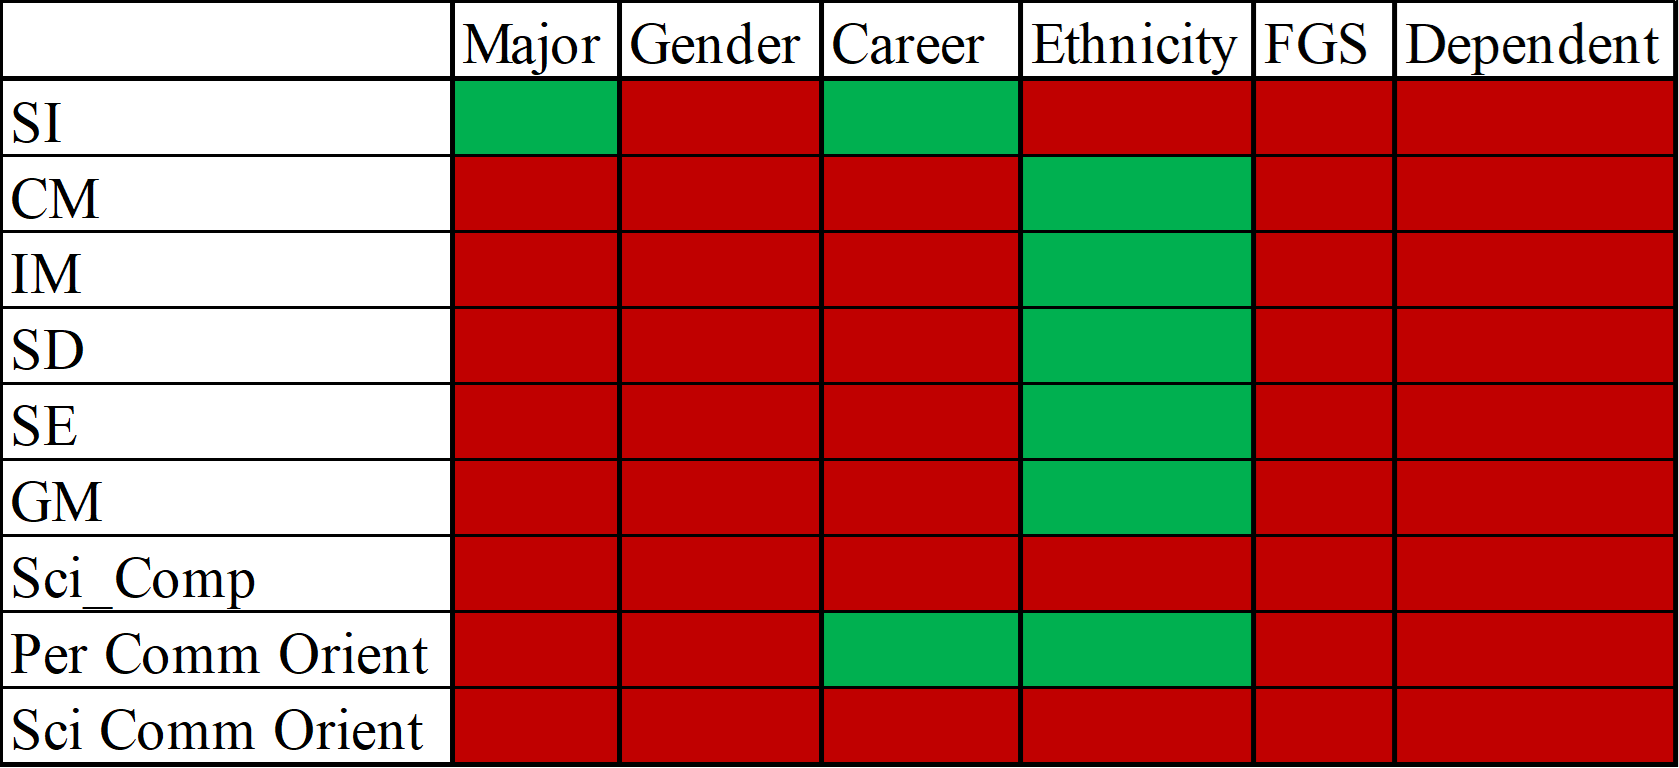 Major Gender Career Ethnicity FGS Dependent
SI
CM
IM
SD
SE
GM
Sci_Comp
Per Comm Orient
Sci Comm Orient